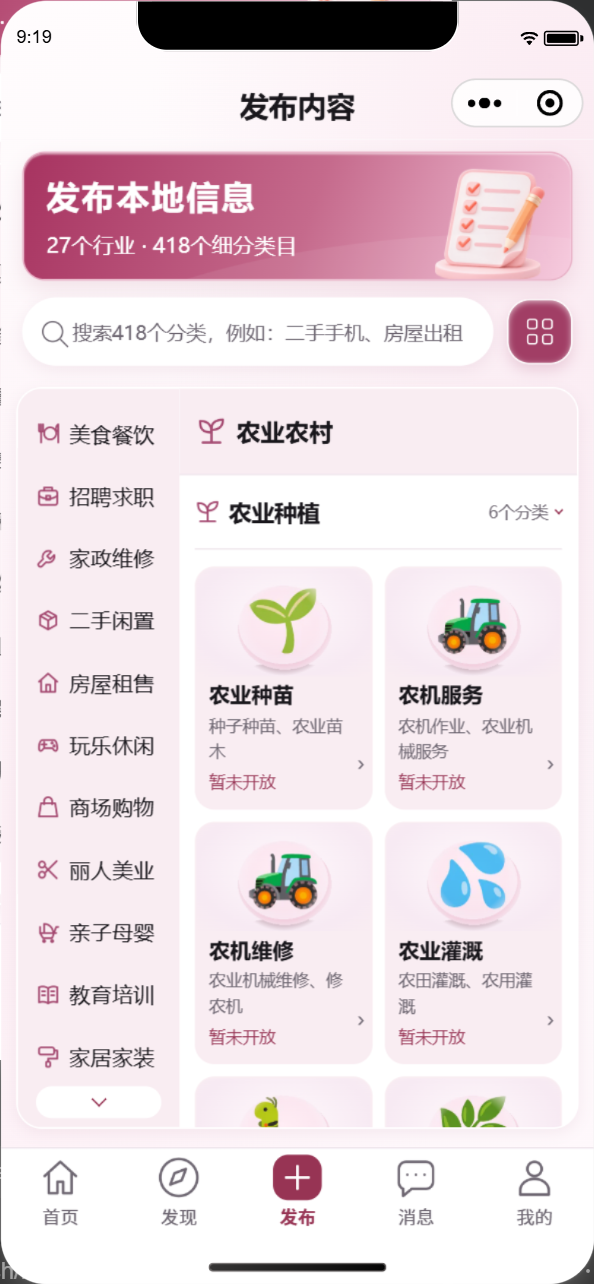 9:19
发布内容
发布本地信息
27个行业 · 418个细分类目
搜索418个分类，例如：二手手机、房屋出租
美食餐饮
招聘求职
家政维修
二手闲置
房屋租售
玩乐休闲
商场购物
丽人美业
亲子母婴
教育培训
家居家装
农业农村
农业种植
6个分类
农业种苗
种子种苗、农业苗
木
暂未开放
农机服务
农机作业、农业机
械服务
暂未开放
农机维修
农业机械维修、修
农机
暂未开放
农业灌溉
农田灌溉、农用灌
溉
暂未开放
首页
发现
发布
消息
我的